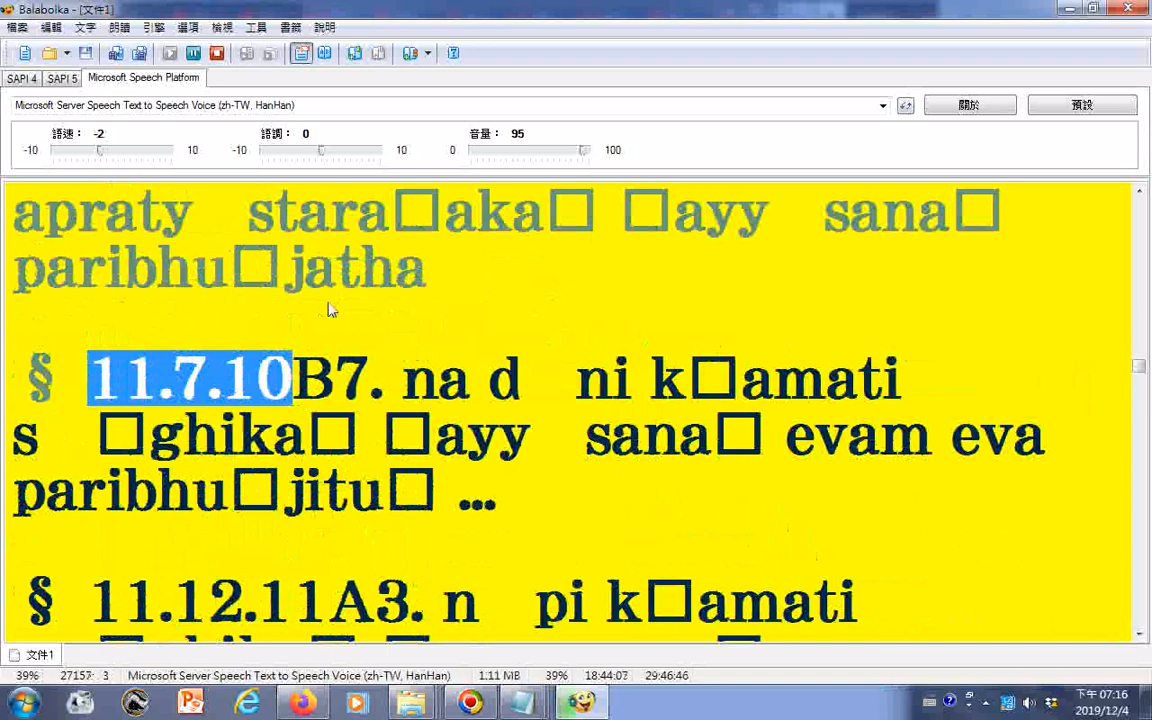 Balabolka - [文件1]
檔案 編輯 文字 朗讀 引擎 選項 檢視 工具 書籤 說明
SAPI 4 SAPI 5 Microsoft Speech Platform
Microsoft Server Speech Text to Speech Voice (zh-TW, HanHan)
關於 預設
語速： -2 語調： 0 音量： 95
-10 10 -10 10 0 100
apraty stara□aka□ □ayy sana□
paribhu□jatha
§ 11.7.10B7. na d ni k□amati
s □ghika□ □ayy sana□ evam eva
paribhu□jitu□ ...
§ 11.12.11A3. n pi k□amati
文件1
39% 27157: 3 Microsoft Server Speech Text to Speech Voice (zh-TW, HanHan) 1.11 MiB 39% 18:44:07 29:46:46
下午 07:16
2019/12/4